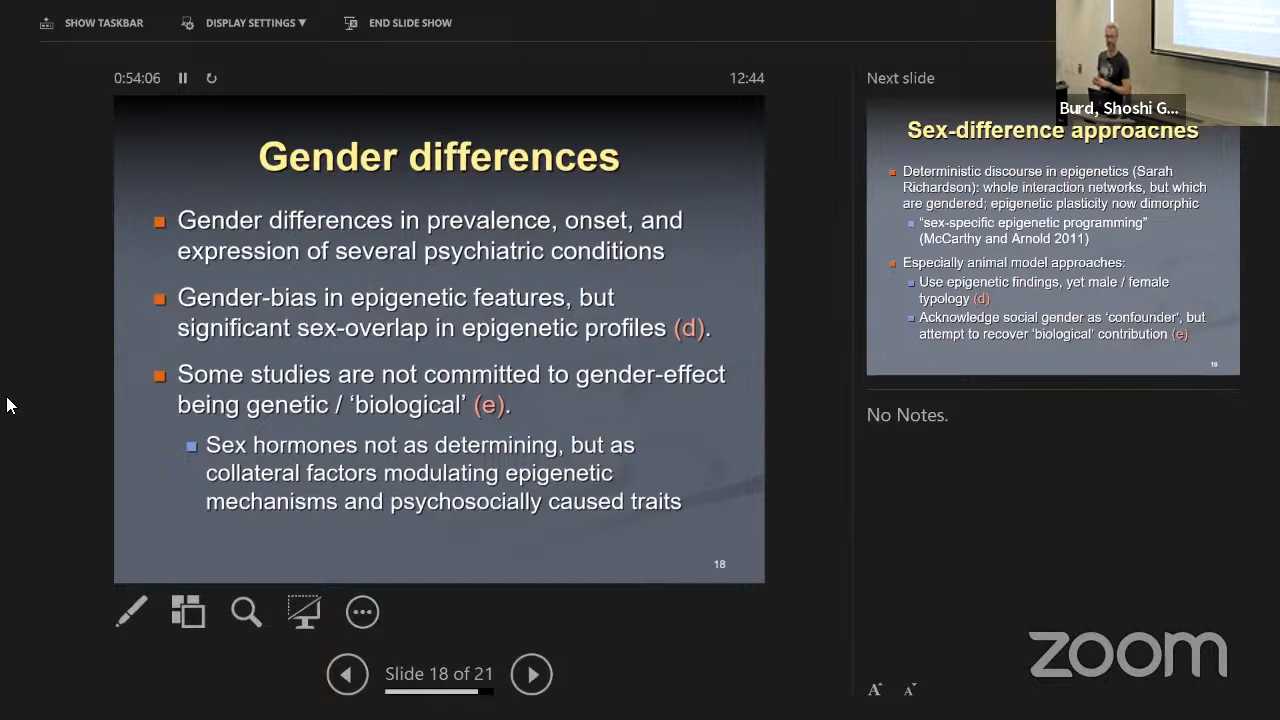 SHOW TASKBAR
DISPLAY SETTINGS ▼
END SLIDE SHOW
0:54:06
12:44
Gender differences
Gender differences in prevalence, onset, and
expression of several psychiatric conditions
Gender-bias in epigenetic features, but
significant sex-overlap in epigenetic profiles (d).
Some studies are not committed to gender-effect
being genetic / ‘biological’ (e).
Sex hormones not as determining, but as
collateral factors modulating epigenetic
mechanisms and psychosocially caused traits
18
Slide 18 of 21
Next slide
Burd, Shoshi G...
Sex-difference approaches
Deterministic discourse in epigenetics (Sarah
Richardson): whole interaction networks, but which
are gendered; epigenetic plasticity now dimorphic
“sex-specific epigenetic programming”
(McCarthy and Arnold 2011)
Especially animal model approaches:
Use epigenetic findings, yet male / female
typology (d)
Acknowledge social gender as ‘confounder’, but
attempt to recover ‘biological’ contribution (e)
19
No Notes.
A A
zoom